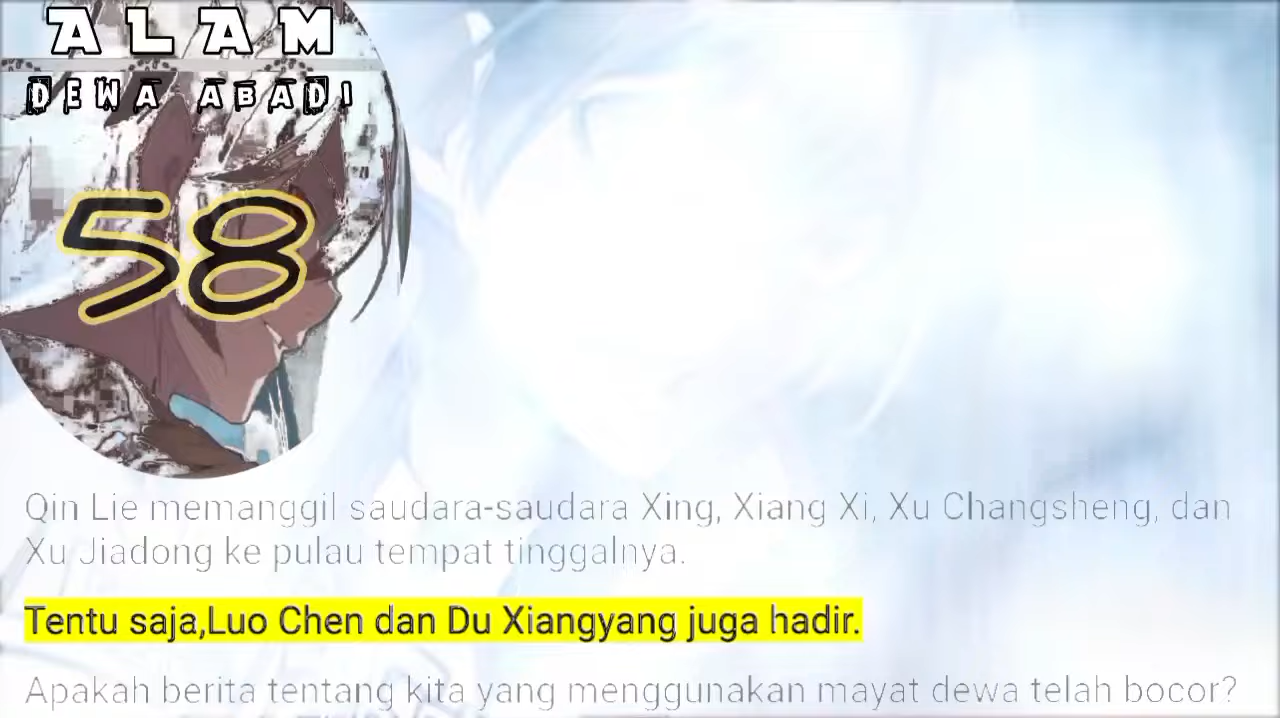 ALAM
DEWA ABADI
58
Qin Lie memanggil saudara-saudara Xing, Xiang Xi, Xu Changsheng, dan
Xu Jiadong ke pulau tempat tinggalnya.
Tentu saja,Luo Chen dan Du Xiangyang juga hadir.
Apakah berita tentang kita yang menggunakan mayat dewa telah bocor?